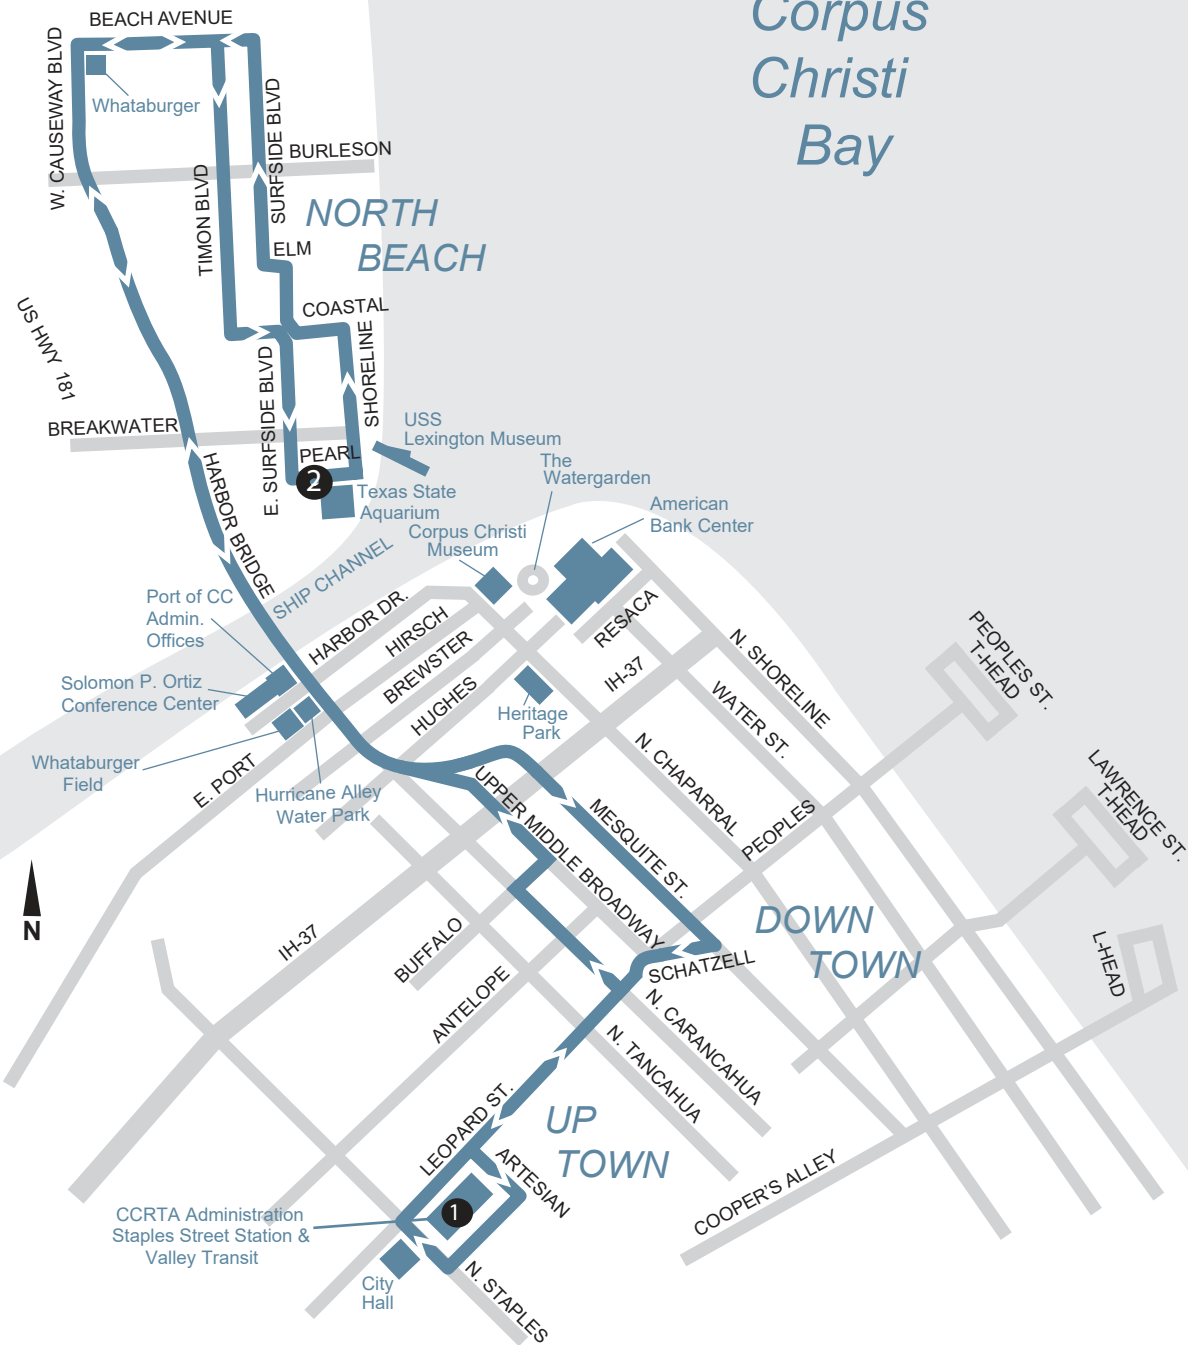 Corpus
Christi
Bay
BEACH AVENUE
W. CAUSEWAY BLVD
Whataburger
SURFSIDE BLVD
BURLESON
TIMON BLVD
NORTH
BEACH
ELM
COASTAL
US HWY 181
SHORELINE
E. SURFSIDE BLVD
BREAKWATER
USS
Lexington Museum
PEARL
2
The
Watergarden
Texas State
Aquarium
HARBOR BRIDGE
American
Bank Center
Corpus Christi
Museum
SHIP CHANNEL
Port of CC
Admin.
Offices
HARBOR DR.
HIRSCH
BREWSTER
HUGHES
RESACA
IH-37
N. SHORELINE
PEOPLES ST.
T-HEAD
Solomon P. Ortiz
Conference Center
WATER ST.
Heritage
Park
Whataburger
Field
E. PORT
Hurricane Alley
Water Park
N. CHAPARRAL
LAWRENCE ST.
T-HEAD
UPPER MIDDLE BROADWAY
MESQUITE ST.
PEOPLES
N
IH-37
BUFFALO
ANTELOPE
DOWN
TOWN
SCHATZELL
L-HEAD
N. CARANCAHUA
N. TANCAHUA
LEOPARD ST.
UP
TOWN
ARTESIAN
COOPER'S ALLEY
CCRTA Administration
Staples Street Station &
Valley Transit
1
City
Hall
N. STAPLES